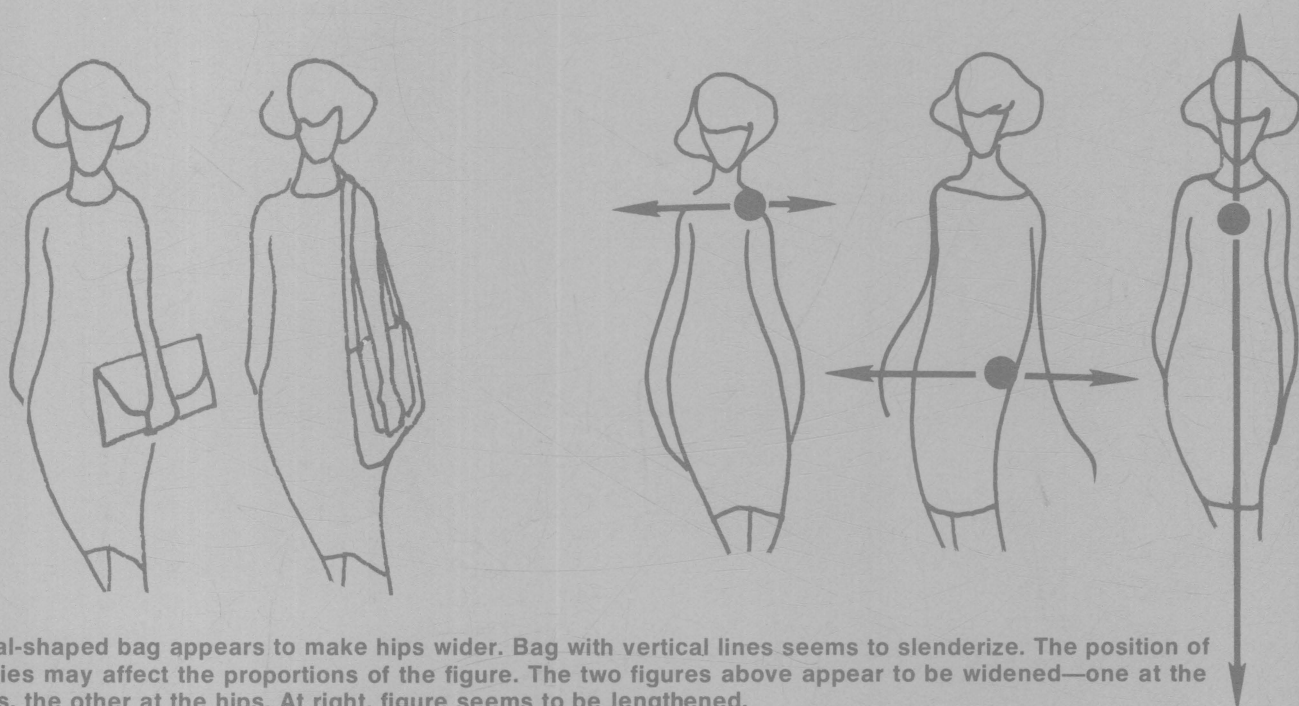 al-shaped bag appears to make hips wider. Bag with vertical lines seems to slenderize. The position of
ies may affect the proportions of the figure. The two figures above appear to be widened—one at the
s, the other at the hips. At right, figure seems to be lengthened.